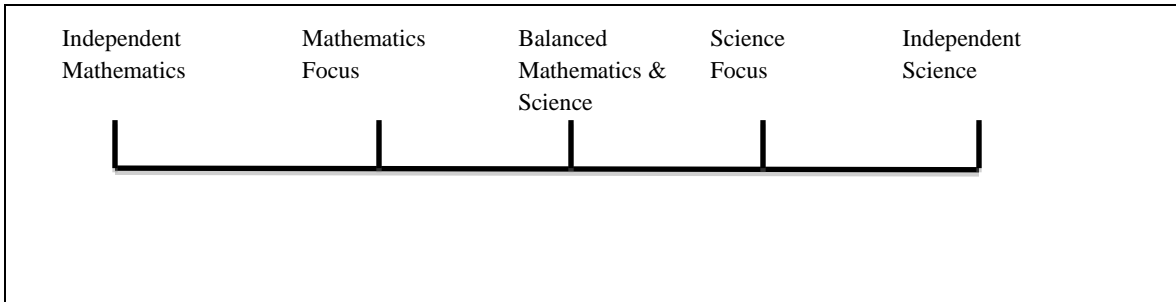 Independent
Mathematics
Mathematics
Focus
Balanced
Mathematics &
Science
Science
Focus
Independent
Science